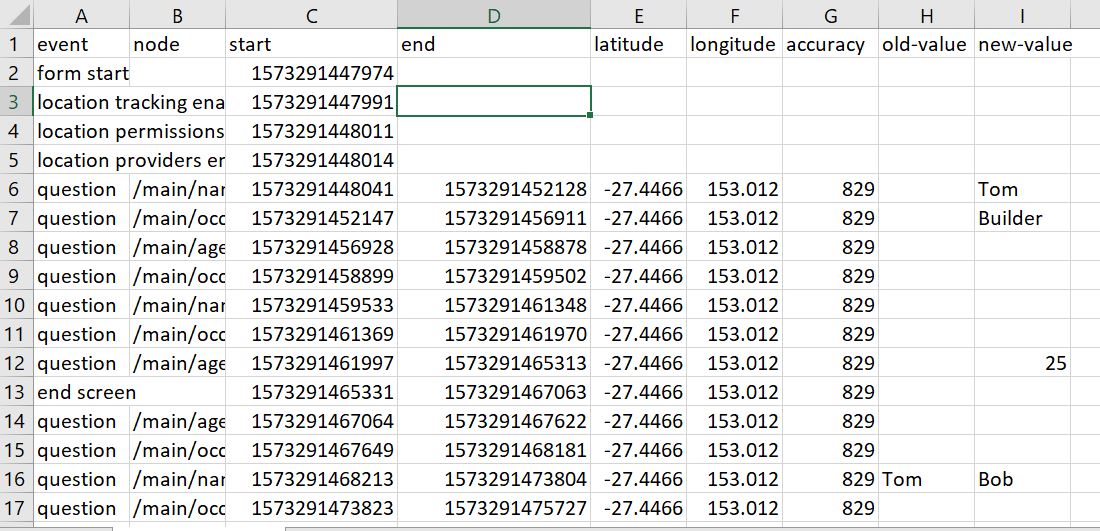 A B C D E F G H I
1 event node start end latitude longitude accuracy old-value new-value
2 form start 1573291447974
3 location tracking ena 1573291447991
4 location permissions 1573291448011
5 location providers er 1573291448014
6 question /main/nar 1573291448041 1573291452128 -27.4466 153.012 829 Tom
7 question /main/occ 1573291452147 1573291456911 -27.4466 153.012 829 Builder
8 question /main/age 1573291456928 1573291458878 -27.4466 153.012 829
9 question /main/occ 1573291458899 1573291459502 -27.4466 153.012 829
10 question /main/nar 1573291459533 1573291461348 -27.4466 153.012 829
11 question /main/occ 1573291461369 1573291461970 -27.4466 153.012 829
12 question /main/age 1573291461997 1573291465313 -27.4466 153.012 829 25
13 end screen 1573291465331 1573291467063 -27.4466 153.012 829
14 question /main/age 1573291467064 1573291467622 -27.4466 153.012 829
15 question /main/occ 1573291467649 1573291468181 -27.4466 153.012 829
16 question /main/nar 1573291468213 1573291473804 -27.4466 153.012 829 Tom Bob
17 question /main/occ 1573291473823 1573291475727 -27.4466 153.012 829